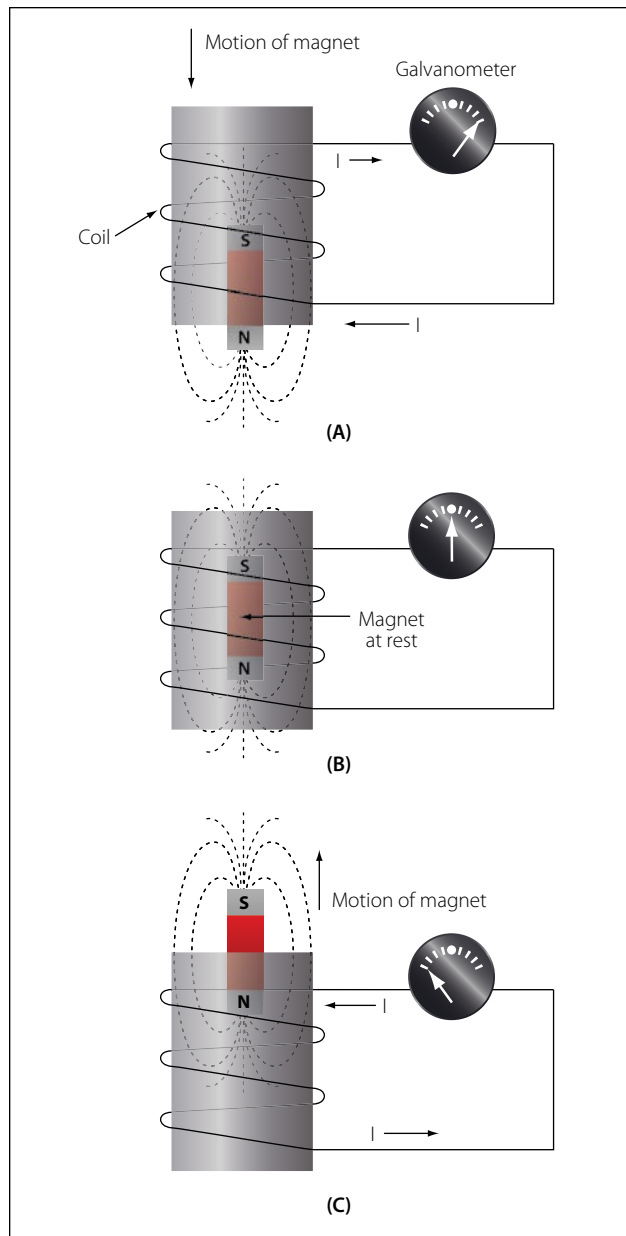 Motion of magnet
Galvanometer
I
Coil
S
N
I
(A)
S
Magnet
at rest
N
(B)
Motion of magnet
S
N
I
I
(C)